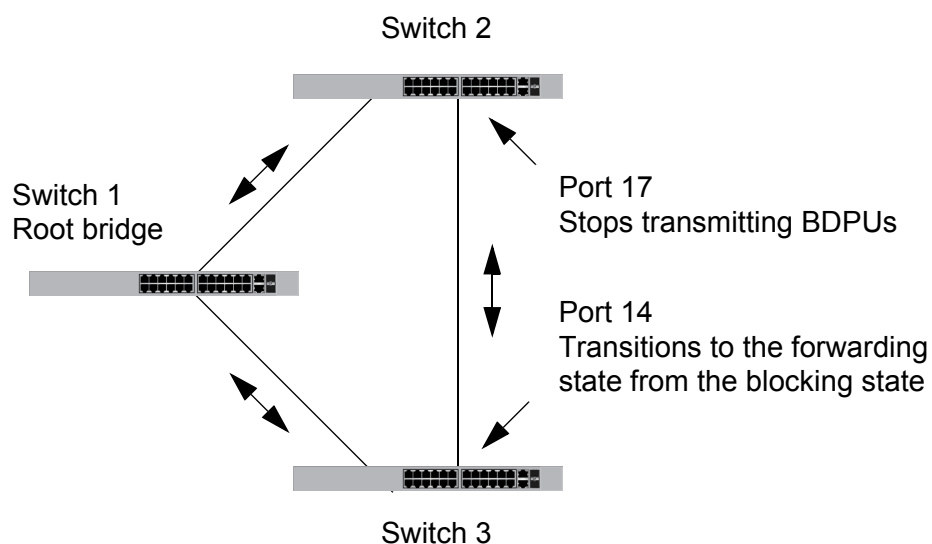 Switch 2
Switch 1
Root bridge
Port 17
Stops transmitting BDPUs
Port 14
Transitions to the forwarding
state from the blocking state
Switch 3